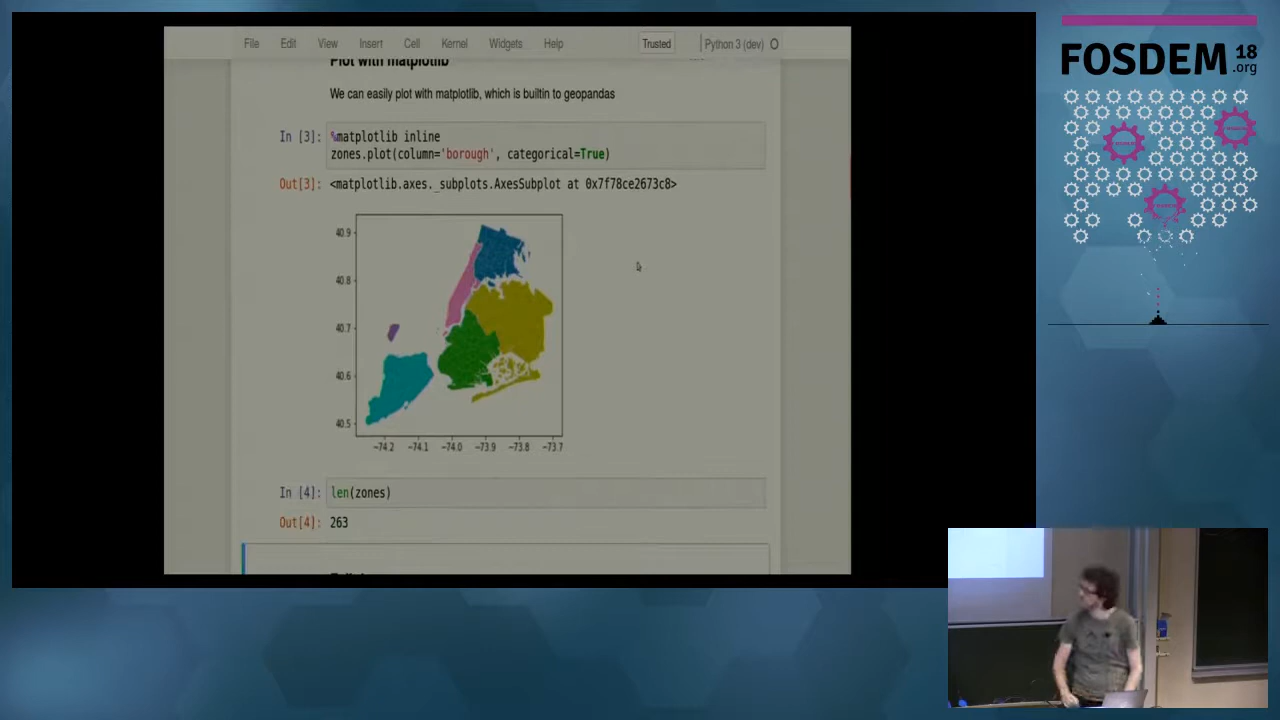 File Edit View Insert Cell Kernel Widgets Help Trusted Python 3 (dev)
Plot with matplotlib
We can easily plot with matplotlib, which is builtin to geopandas
In [3]: %matplotlib inline
zones.plot(column='borough', categorical=True)
Out[3]: <matplotlib.axes._subplots.AxesSubplot at 0x7f78ce2673c8>
40.9
40.8
40.7
40.6
40.5
−74.2 −74.1 −74.0 −73.9 −73.8 −73.7
In [4]: len(zones)
Out[4]: 263
FOSDEM 18
.org